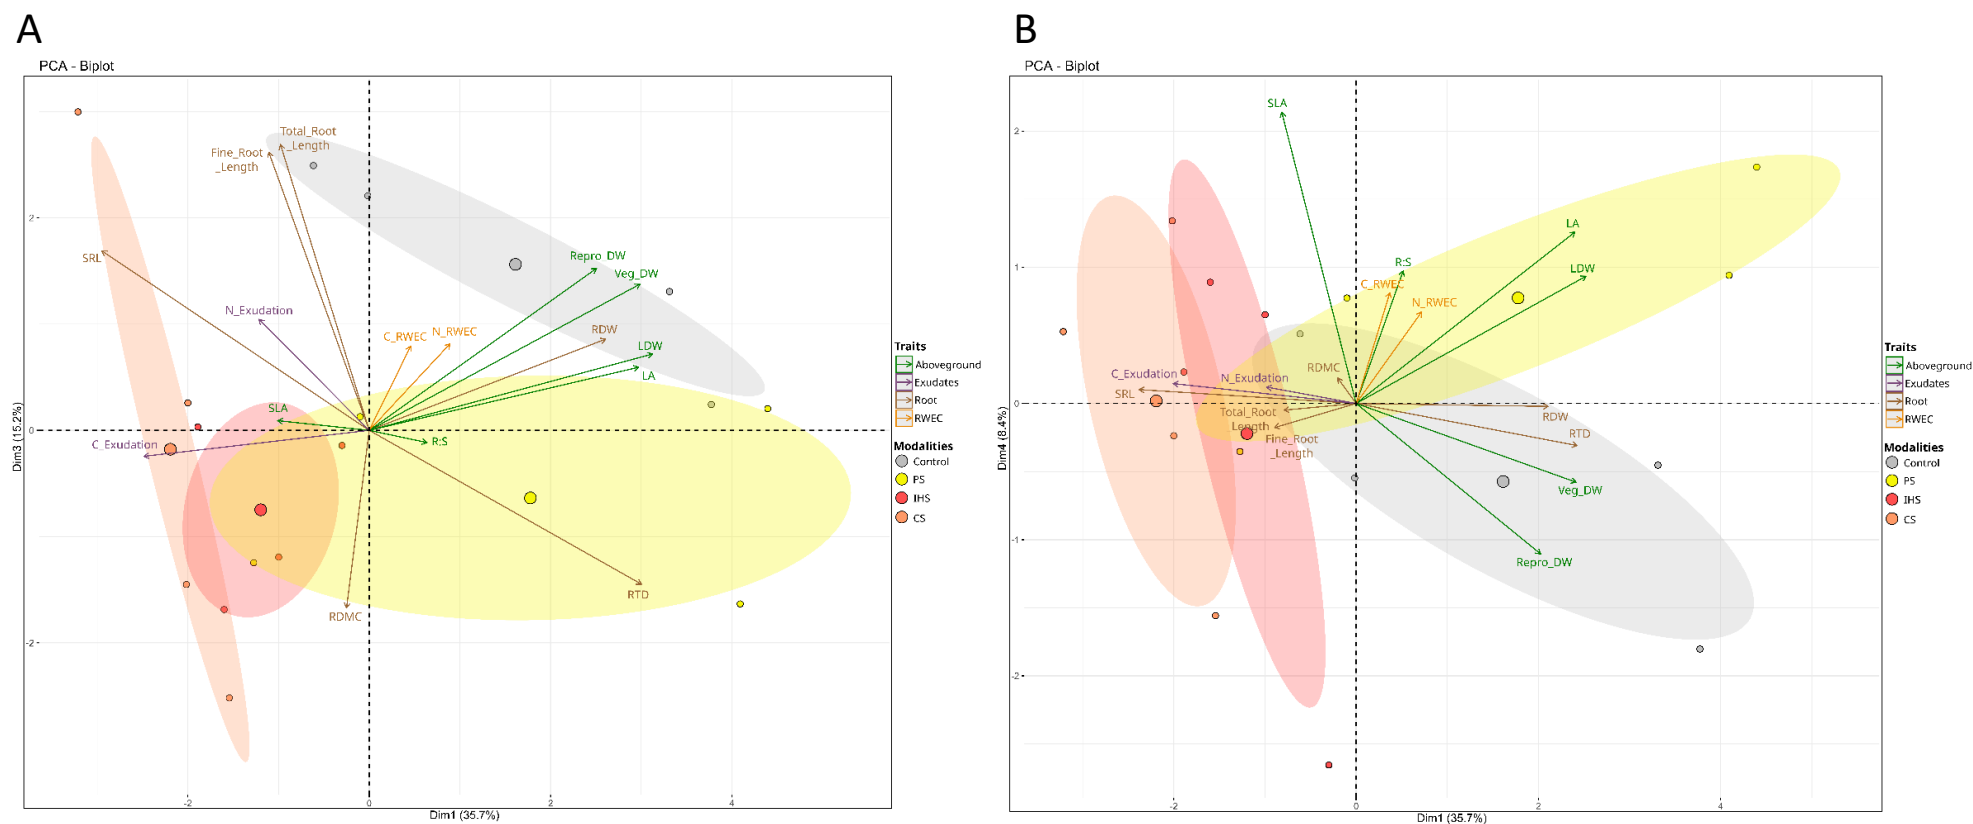 A
PCA - Biplot
Total_Root
_Length
Fine_Root
_Length
SRL
N_Exudation
Repro_DW
Veg_DW
RDW
C_RWEC
N_RWEC
LDW
LA
SLA
R:S
C_Exudation
RTD
RDMC
2
0
-2
-2
0
2
4
Dim3 (15.2%)
Dim1 (35.7%)
Traits
Aboveground
Exudates
Root
RWEC
Modalities
Control
PS
IHS
CS
B
PCA - Biplot
SLA
LA
R:S
LDW
C_RWEC
N_RWEC
RDMC
C_Exudation
N_Exudation
SRL
Total_Root
_Length
Fine_Root
_Length
RDW
RTD
Veg_DW
Repro_DW
2
1
0
-1
-2
-2
0
2
4
Dim4 (8.4%)
Dim1 (35.7%)
Traits
Aboveground
Exudates
Root
RWEC
Modalities
Control
PS
IHS
CS